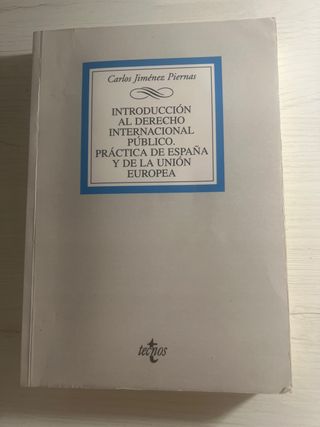 Carlos Jiménez Piernas
INTRODUCCIÓN
AL DERECHO
INTERNACIONAL
PÚBLICO.
PRÁCTICA DE ESPAÑA
Y DE LA UNIÓN
EUROPEA
tecnos